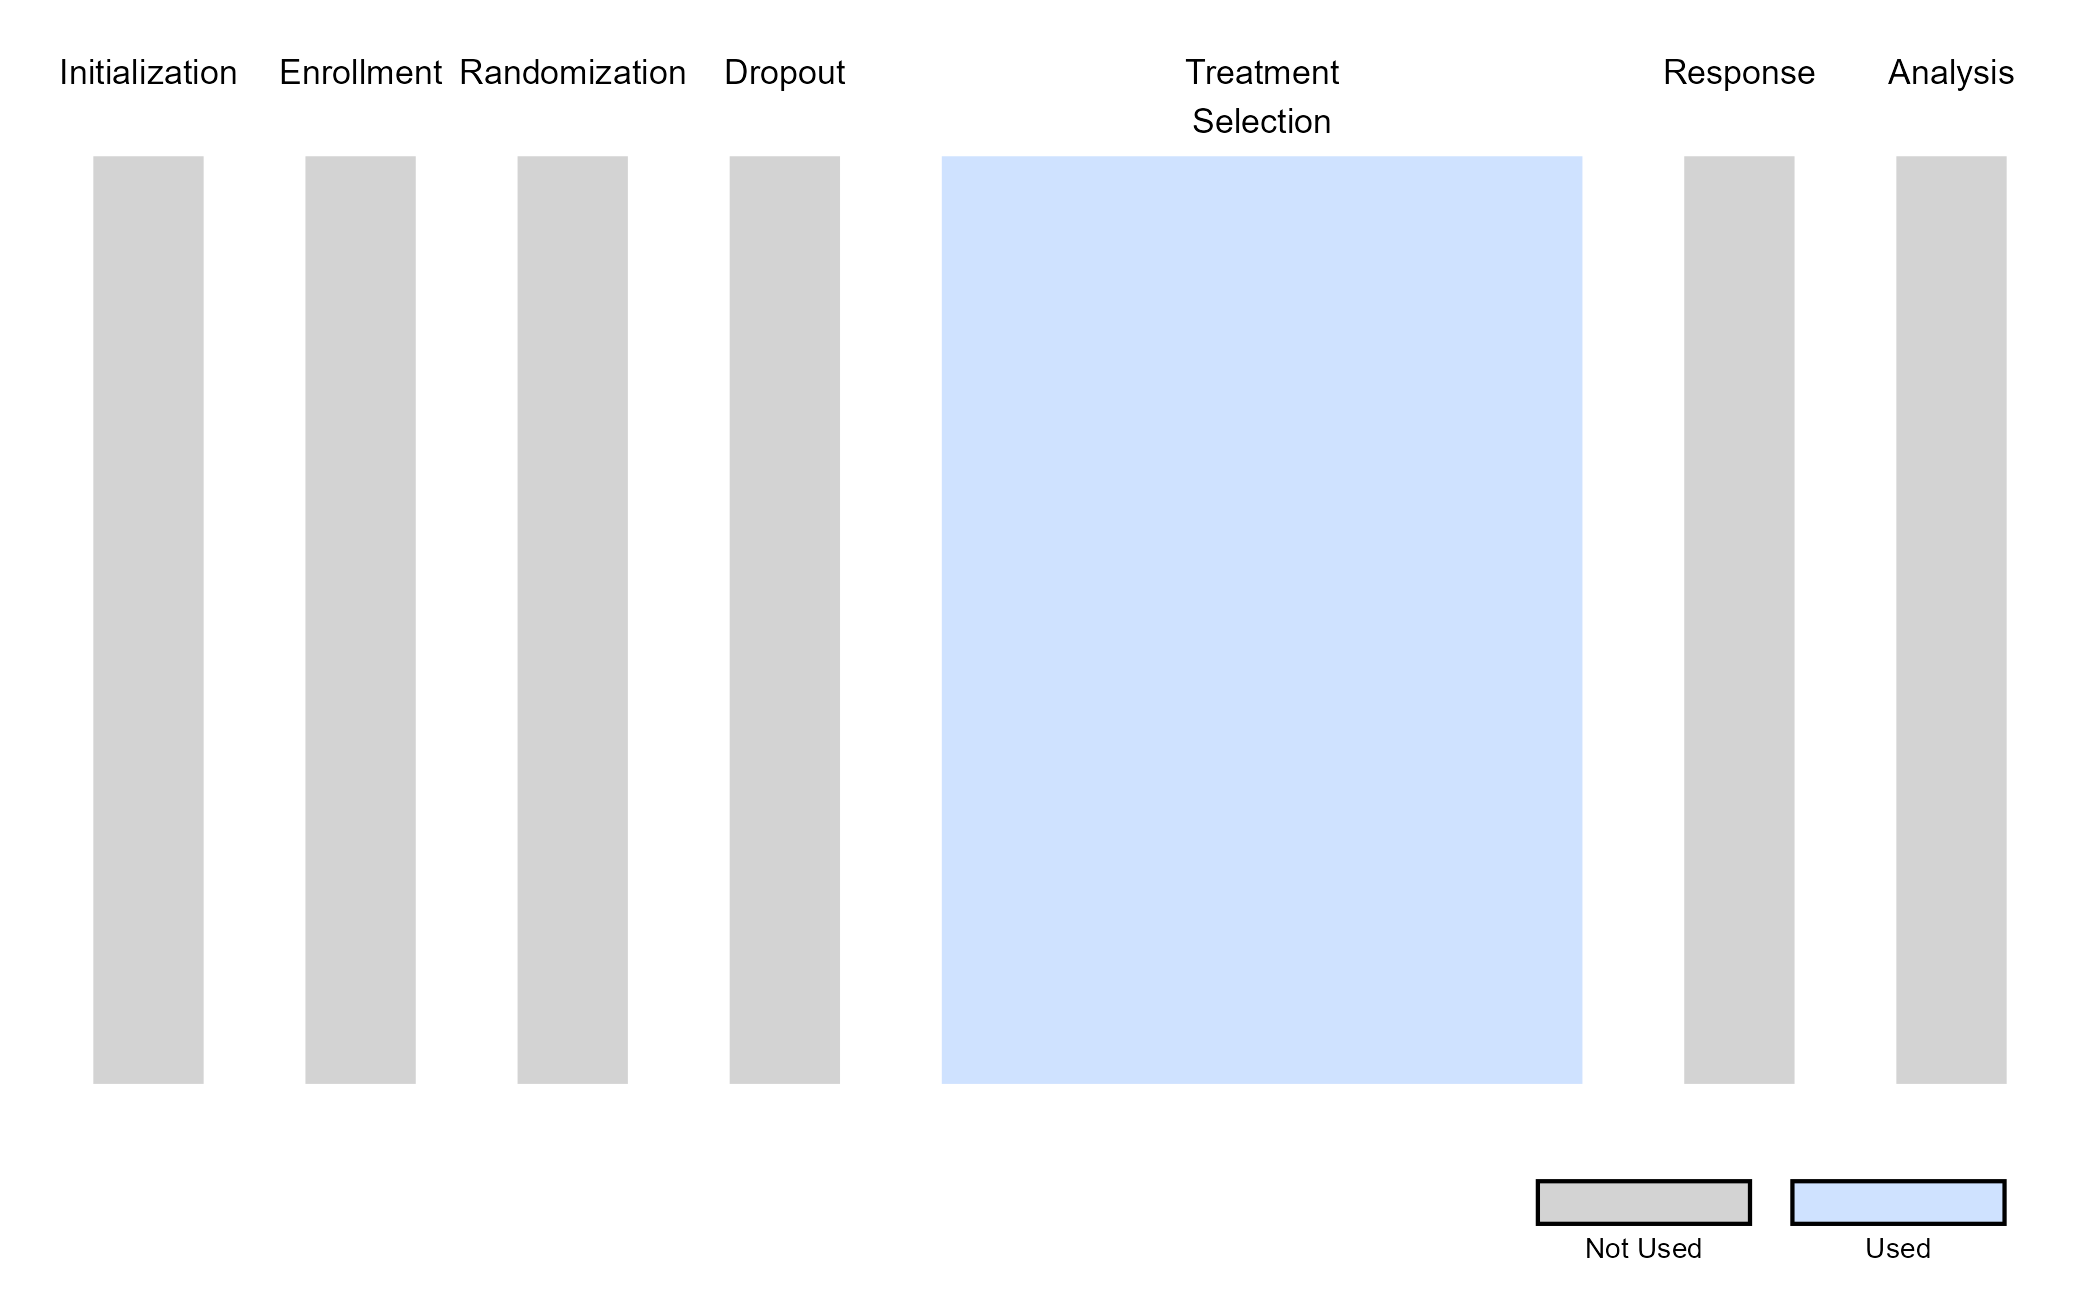 Initialization
Enrollment
Randomization
Dropout
Treatment
Selection
Response
Analysis
Not Used
Used